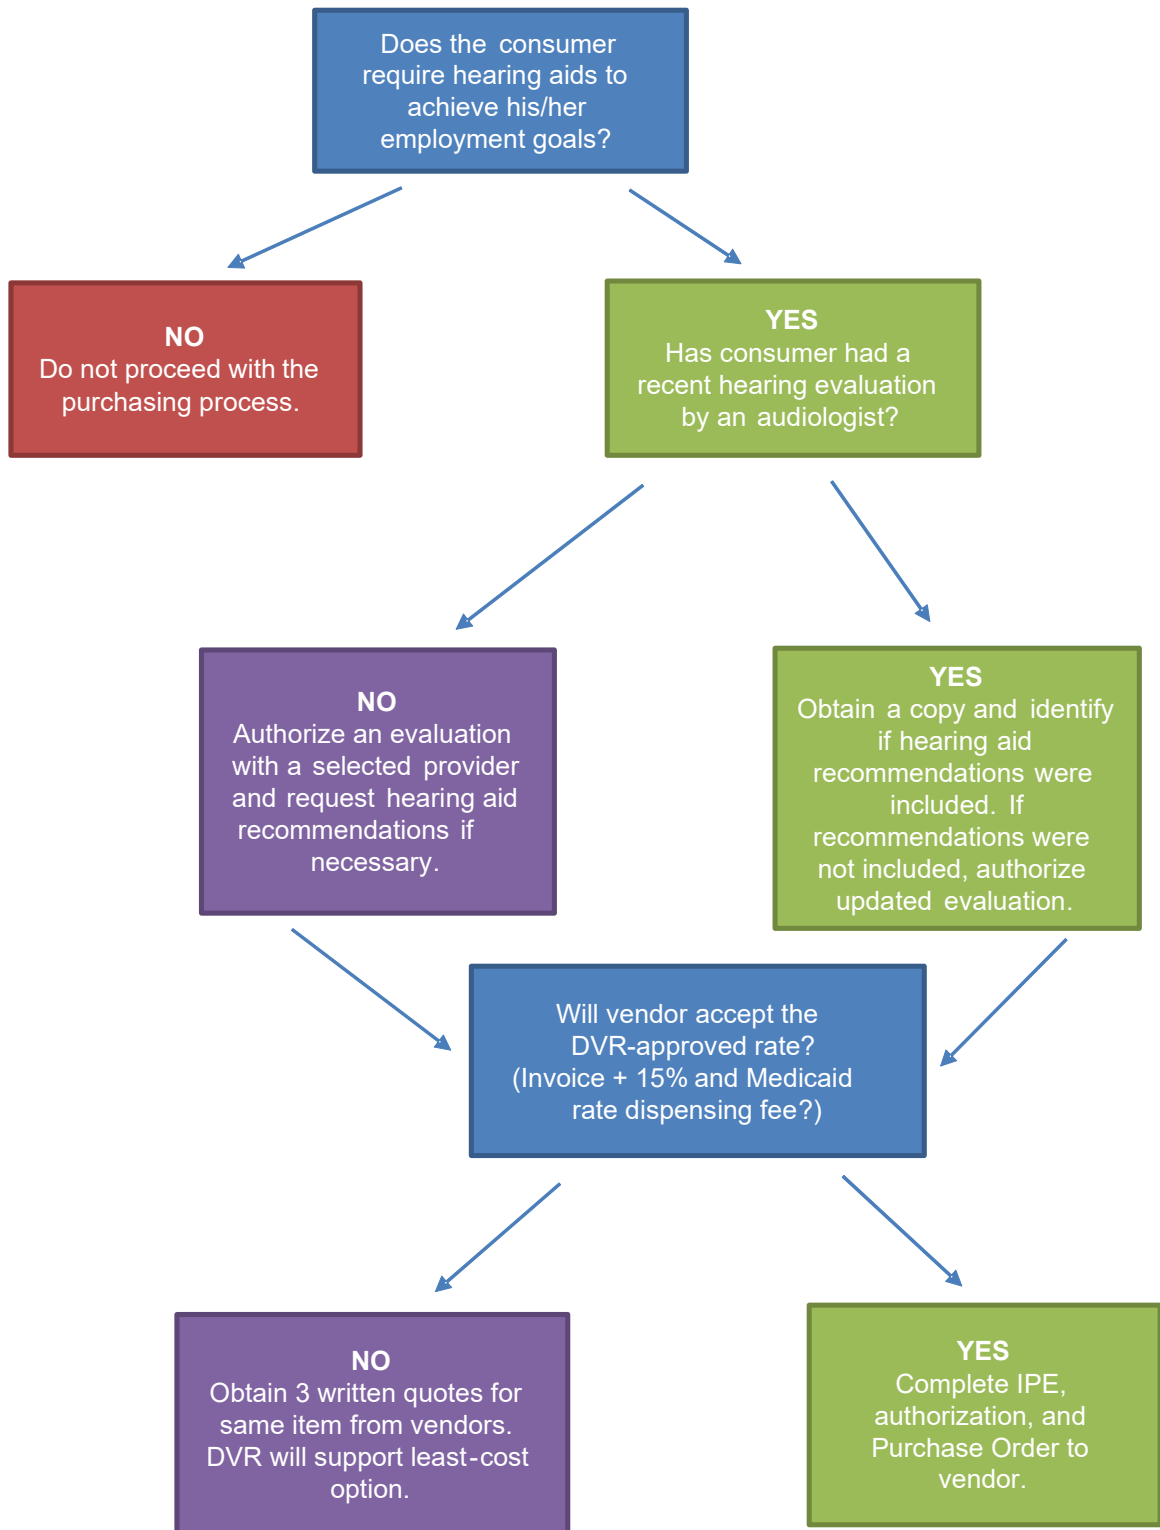 Does the consumer
require hearing aids to
achieve his/her
employment goals?
NO
Do not proceed with the
purchasing process.
YES
Has consumer had a
recent hearing evaluation
by an audiologist?
NO
Authorize an evaluation
with a selected provider
and request hearing aid
recommendations if
necessary.
YES
Obtain a copy and identify
if hearing aid
recommendations were
included. If
recommendations were
not included, authorize
updated evaluation.
Will vendor accept the
DVR-approved rate?
(Invoice + 15% and Medicaid
rate dispensing fee?)
NO
Obtain 3 written quotes for
same item from vendors.
DVR will support least-cost
option.
YES
Complete IPE,
authorization, and
Purchase Order to
vendor.